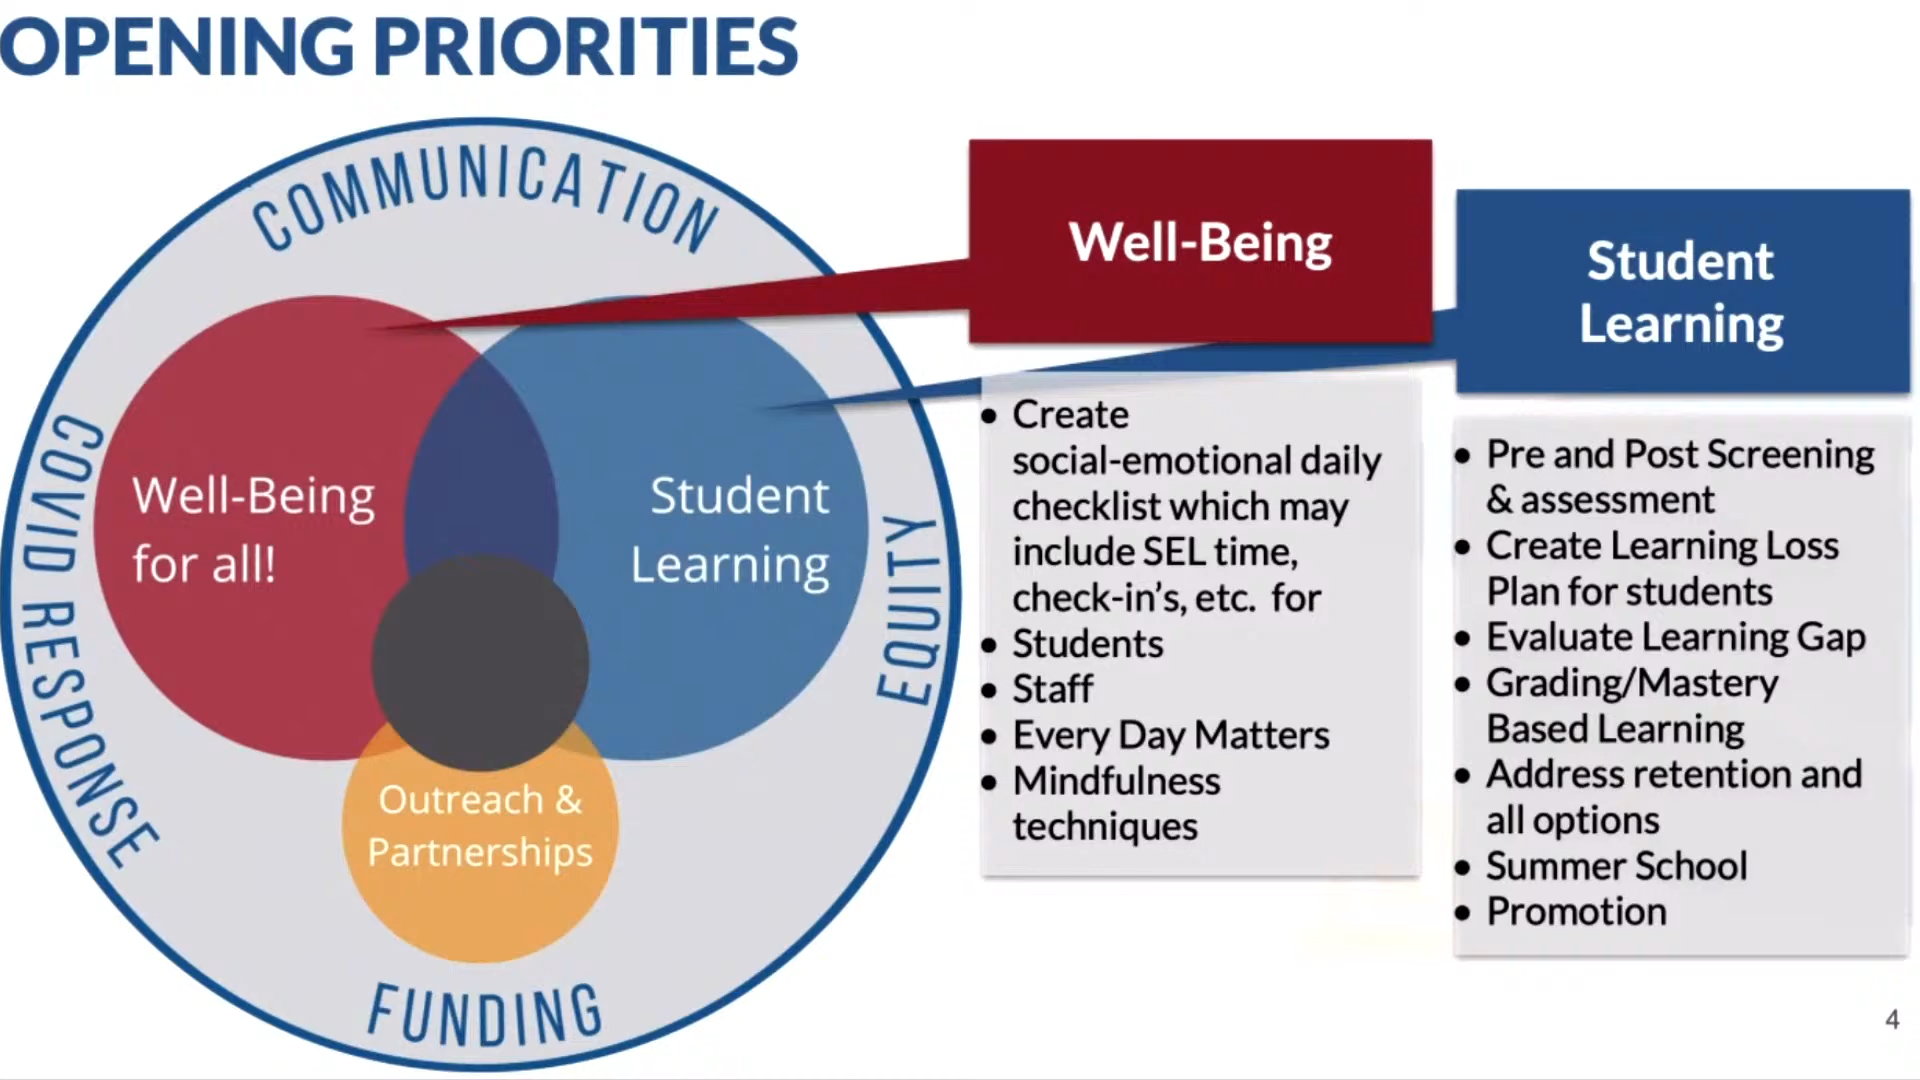 OPENING PRIORITIES
COMMUNICATION
COVID RESPONSE
EQUITY
FUNDING
Well-Being
for all!
Student
Learning
Outreach &
Partnerships
Well-Being
• Create
social-emotional daily
checklist which may
include SEL time,
check-in’s, etc. for
• Students
• Staff
• Every Day Matters
• Mindfulness
techniques
Student
Learning
• Pre and Post Screening
& assessment
• Create Learning Loss
Plan for students
• Evaluate Learning Gap
• Grading/Mastery
Based Learning
• Address retention and
all options
• Summer School
• Promotion
4